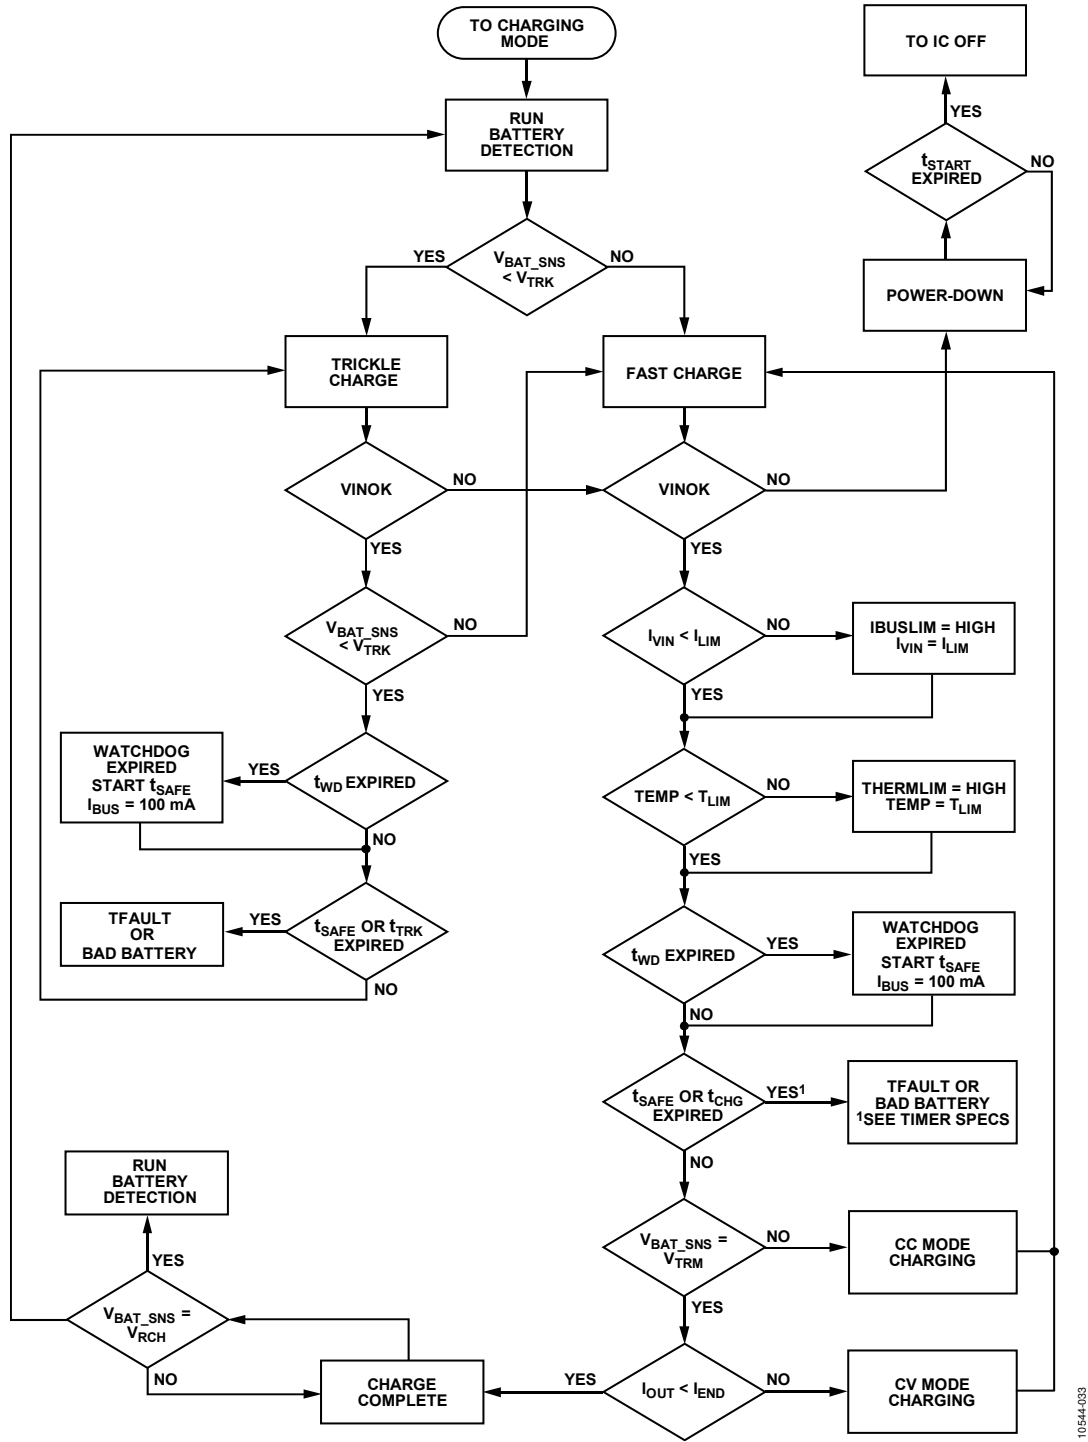 TO CHARGING
MODE
TO IC OFF
YES
RUN
BATTERY
DETECTION
tSTART
EXPIRED
NO
VBAT_SNS
< VTRK
YES
NO
POWER-DOWN
TRICKLE
CHARGE
FAST CHARGE
VINOK
NO
VINOK
NO
YES
YES
VBAT_SNS
< VTRK
NO
IVIN < ILIM
NO
IBUSLIM = HIGH
IVIN = ILIM
YES
YES
WATCHDOG
EXPIRED
START tSAFE
IBUS = 100 mA
YES
tWD EXPIRED
TEMP < TLIM
NO
THERMLIM = HIGH
TEMP = TLIM
NO
YES
TFAULT
OR
BAD BATTERY
YES
tSAFE OR tTRK
EXPIRED
NO
tWD EXPIRED
YES
WATCHDOG
EXPIRED
START tSAFE
IBUS = 100 mA
NO
tSAFE OR tCHG
EXPIRED
YES¹
TFAULT OR
BAD BATTERY
¹SEE TIMER SPECS
NO
RUN
BATTERY
DETECTION
VBAT_SNS =
VTRM
NO
CC MODE
CHARGING
YES
YES
VBAT_SNS =
VRCH
NO
CHARGE
COMPLETE
YES
IOUT < IEND
NO
CV MODE
CHARGING
10544-033